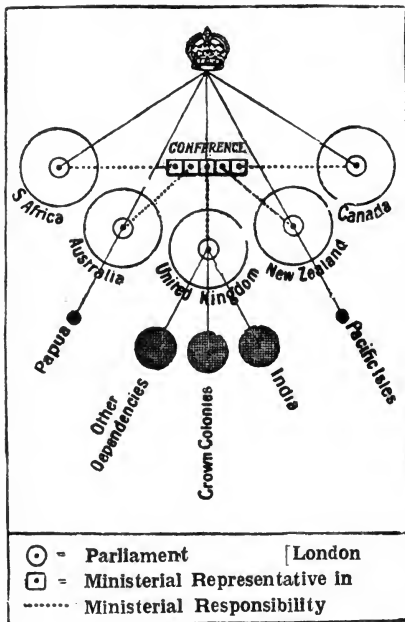 CONFERENCE
S Africa
Canada
Australia
New Zealand
United Kingdom
Papua
Other
Dependencies
Crown Colonies
India
Pacific Isles
= Parliament [London
= Ministerial Representative in
= Ministerial Responsibility